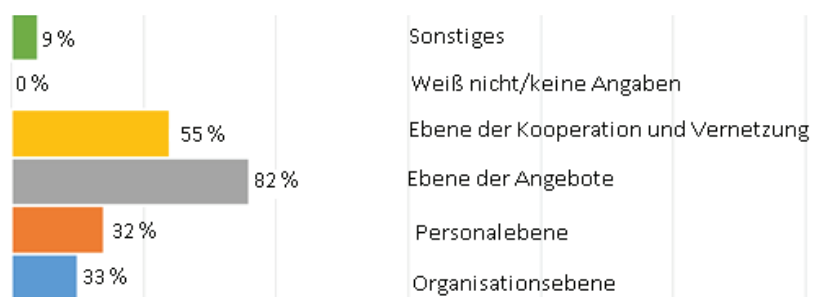 9 % Sonstiges
0 % Weiß nicht/keine Angaben
55 % Ebene der Kooperation und Vernetzung
82 % Ebene der Angebote
32 % Personalebene
33 % Organisationsebene